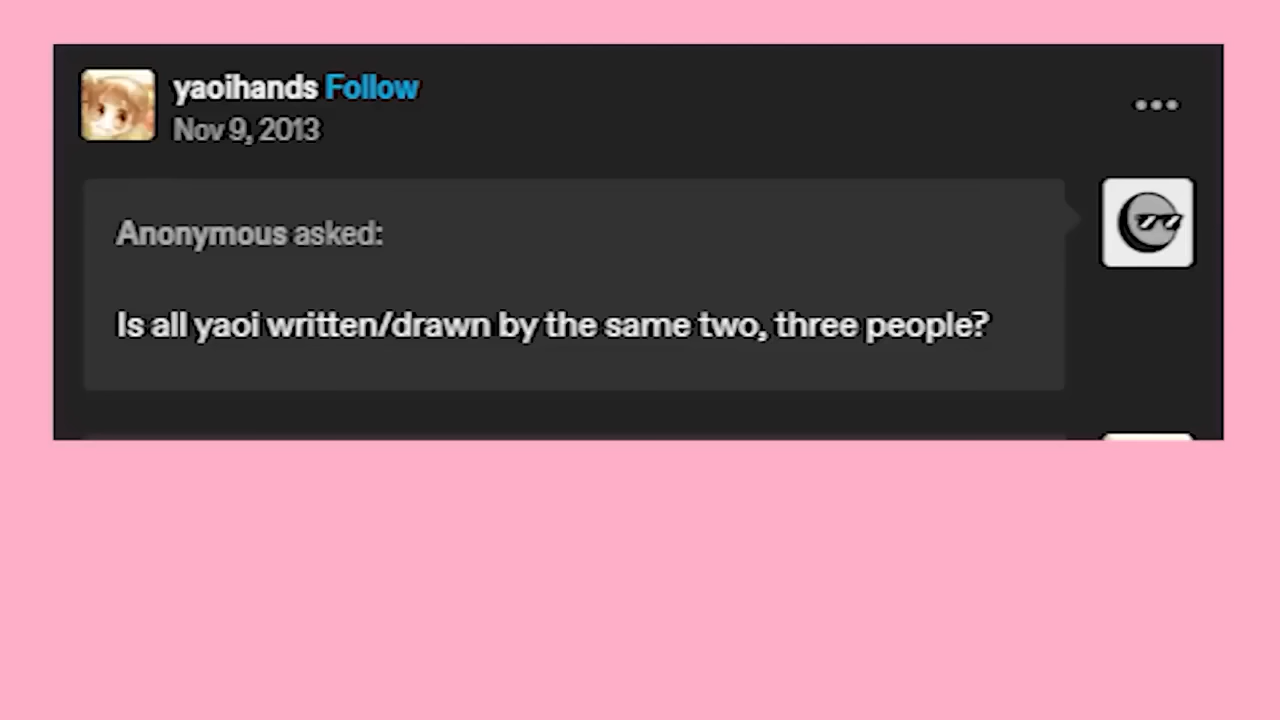 yaoihands Follow
Nov 9, 2013
Anonymous asked:
Is all yaoi written/drawn by the same two, three people?